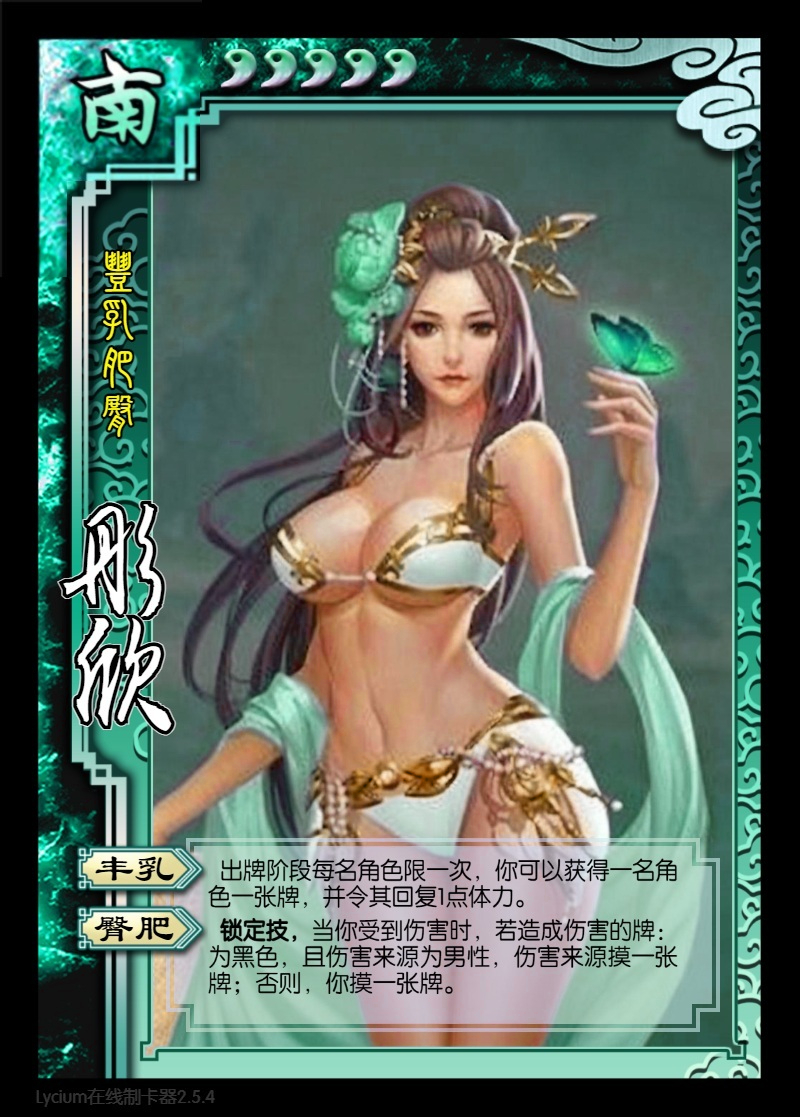 南
豐乳肥臀
彤欣
丰乳
出牌阶段每名角色限一次，你可以获得一名角
色一张牌，并令其回复1点体力。
臀肥
锁定技，当你受到伤害时，若造成伤害的牌：
为黑色，且伤害来源为男性，伤害来源摸一张
牌；否则，你摸一张牌。
Lycium在线制卡器2.5.4